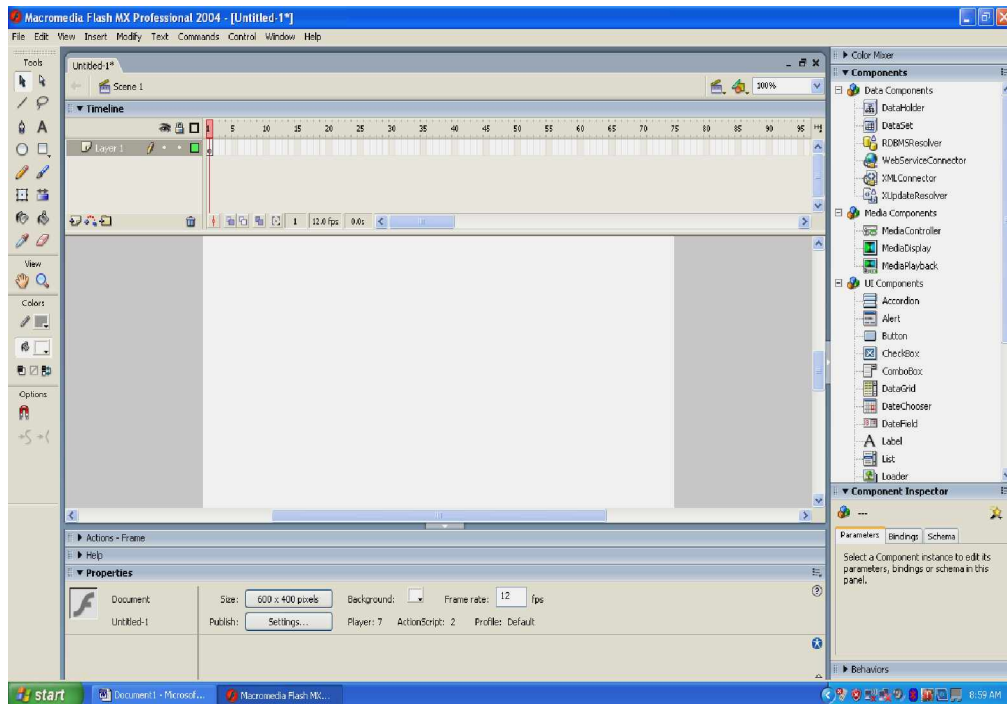 Macromedia Flash MX Professional 2004 - [Untitled-1*]
File Edit View Insert Modify Text Commands Control Window Help
Tools
View
Colors
Options
Untitled-1*
Scene 1
100%
Timeline
1 5 10 15 20 25 30 35 40 45 50 55 60 65 70 75 80 85 90 95
Layer 1
1 12.0 fps 0.0s
Actions - Frame
Help
Properties
Document
Size: 600 x 400 pixels Background: Frame rate: 12 fps
Untitled-1
Publish: Settings... Player: 7 ActionScript: 2 Profile: Default
Color Mixer
Components
Data Components
DataHolder
DataSet
RDBMSResolver
WebServiceConnector
XMLConnector
XUpdateResolver
Media Components
MediaController
MediaDisplay
MediaPlayback
UI Components
Accordion
Alert
Button
CheckBox
ComboBox
DataGrid
DateChooser
DateField
Label
List
Loader
Component Inspector
---
Parameters Bindings Schema
Select a Component instance to edit its
parameters, bindings or schema in this
panel.
Behaviors
start
Document1 - Microsof...
Macromedia Flash MX...
8:59 AM